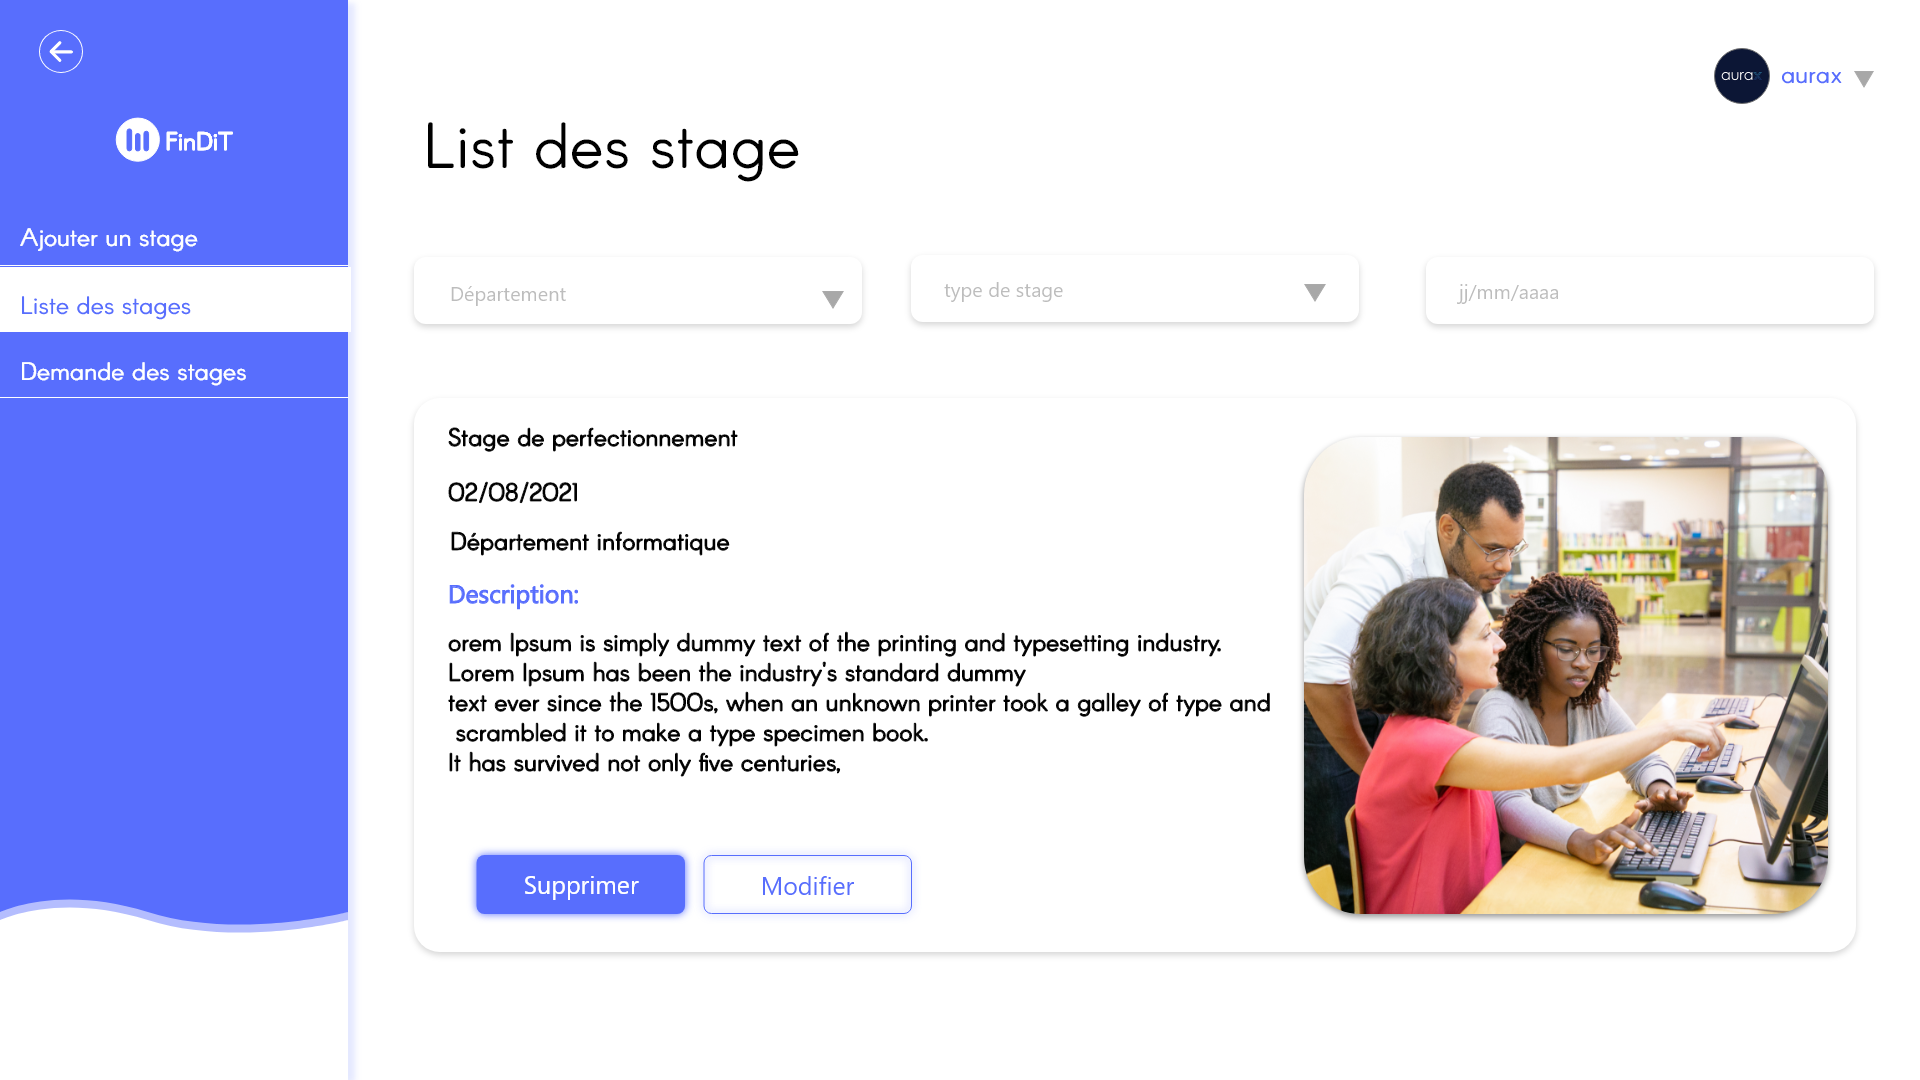 aurax aurax
FinDiT
List des stage
Ajouter un stage
Liste des stages
Demande des stages
Département
type de stage
jj/mm/aaaa
Stage de perfectionnement
02/08/2021
Département informatique
Description:
orem Ipsum is simply dummy text of the printing and typesetting industry.
Lorem Ipsum has been the industry's standard dummy
text ever since the 1500s, when an unknown printer took a galley of type and
scrambled it to make a type specimen book.
It has survived not only five centuries,
Supprimer
Modifier